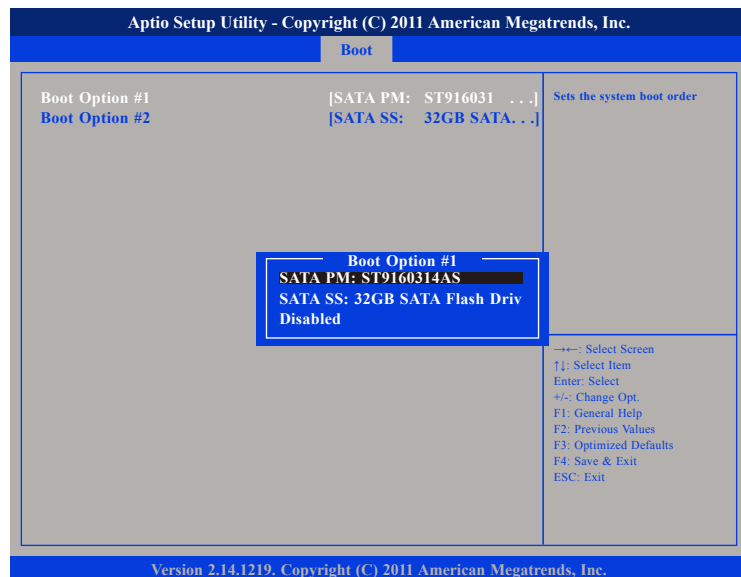 Aptio Setup Utility - Copyright (C) 2011 American Megatrends, Inc.
Boot
Boot Option #1 [SATA PM: ST916031 . . .]
Boot Option #2 [SATA SS: 32GB SATA. . .]
Sets the system boot order
Boot Option #1
SATA PM: ST9160314AS
SATA SS: 32GB SATA Flash Driv
Disabled
→←: Select Screen
↑↓: Select Item
Enter: Select
+/-: Change Opt.
F1: General Help
F2: Previous Values
F3: Optimized Defaults
F4: Save & Exit
ESC: Exit
Version 2.14.1219. Copyright (C) 2011 American Megatrends, Inc.